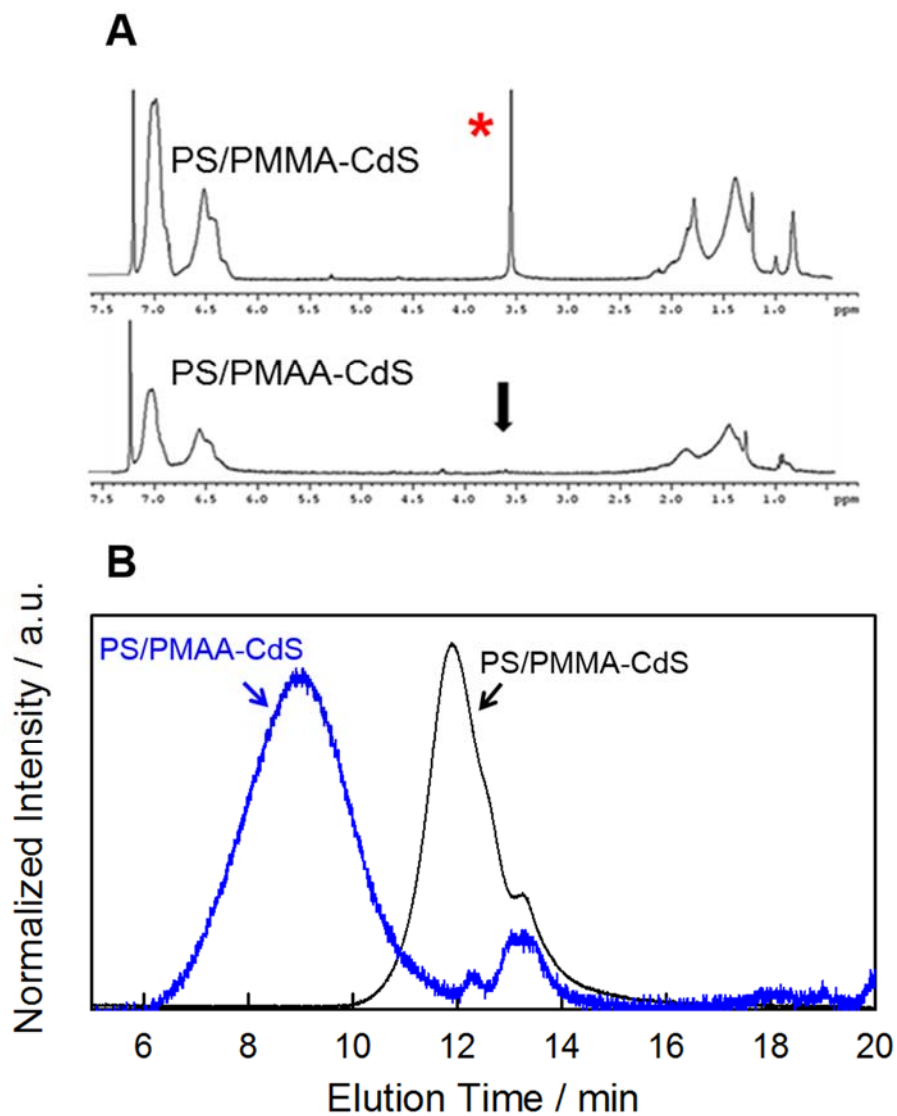 A
*
PS/PMMA-CdS
7.5 7.0 6.5 6.0 5.5 5.0 4.5 4.0 3.5 3.0 2.5 2.0 1.5 1.0 ppm
PS/PMAA-CdS
7.5 7.0 6.5 6.0 5.5 5.0 4.5 4.0 3.5 3.0 2.5 2.0 1.5 1.0 ppm
B
PS/PMAA-CdS
PS/PMMA-CdS
Normalized Intensity / a.u.
6 8 10 12 14 16 18 20
Elution Time / min